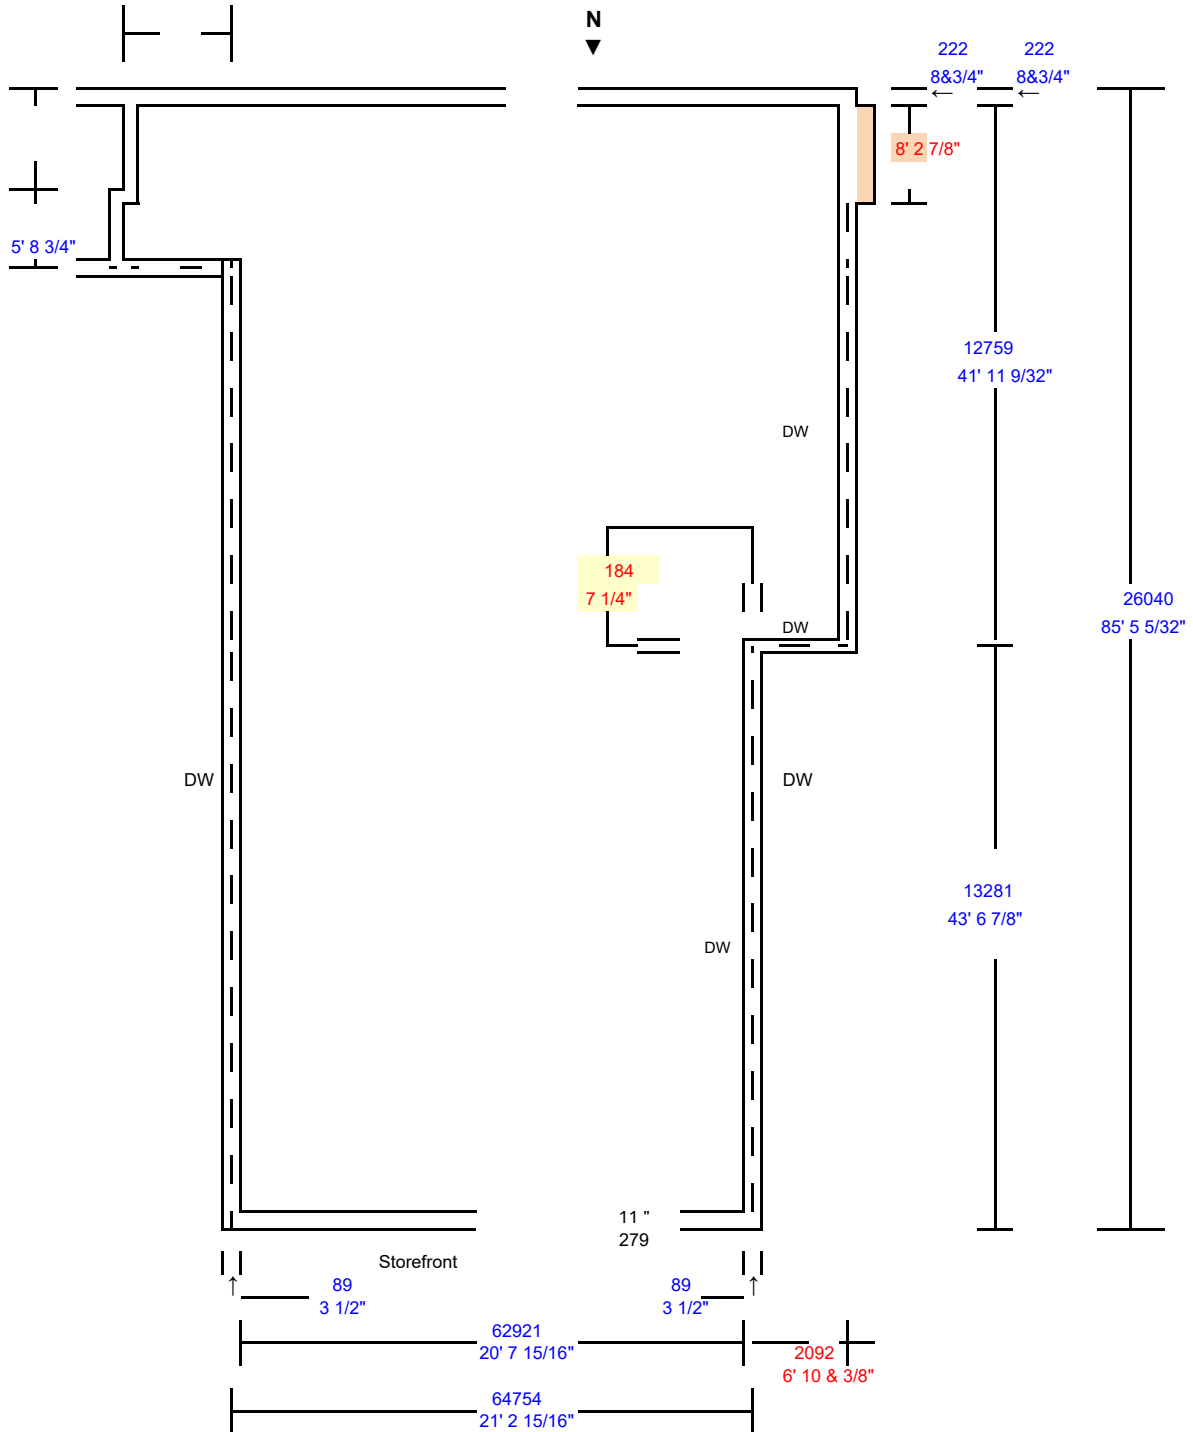 N
▼
222 222
8&3/4" 8&3/4"
← ←
8' 2 7/8"
5' 8 3/4"
12759
41' 11 9/32"
DW
184
7 1/4"
26040
85' 5 5/32"
DW
DW DW
13281
43' 6 7/8"
DW
11 "
279
Storefront
↑ 89 89 ↑
3 1/2" 3 1/2"
62921
20' 7 15/16"
2092
6' 10 & 3/8"
64754
21' 2 15/16"